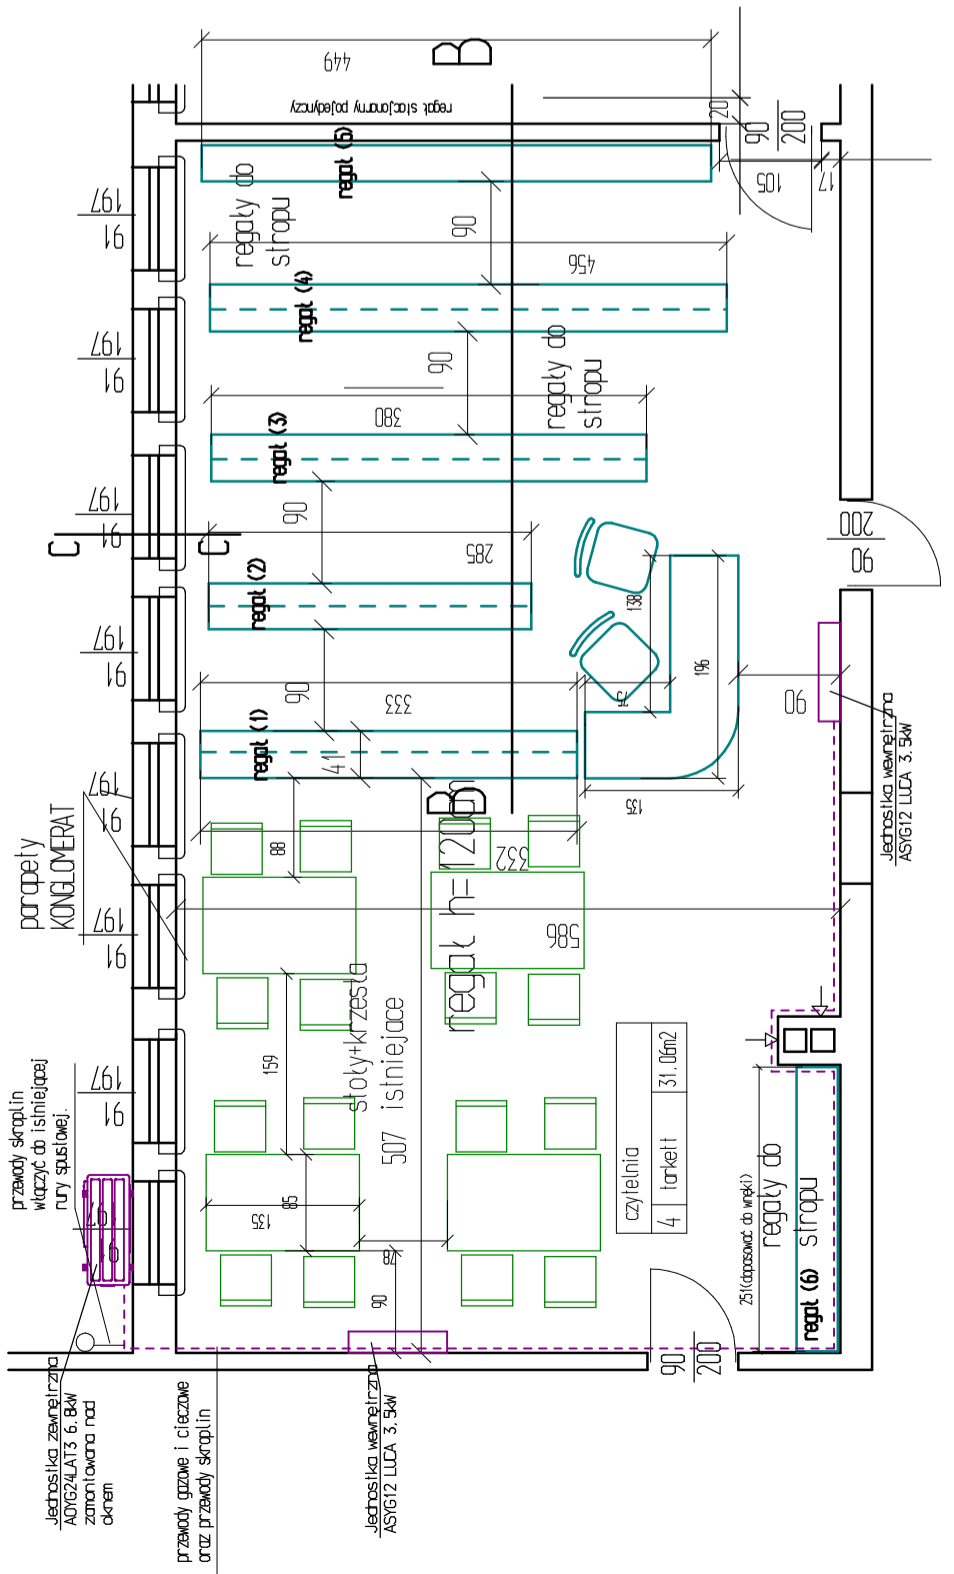 449
B
regał stacjonarny pojedynczy
20
90
200
105
17
regał (5)
regały do
stropu
90
456
regał (4)
90
regały do
stropu
380
regał (3)
90
285
regał (2)
90
333
regał (1)
41
B
C
C
197
91
197
91
197
91
197
91
197
91
197
91
197
91
138
75
196
135
90
200
90
Jednostka wewnętrzna
ASYG12 LUCA 3.5kW
parapety
KONGLOMERAT
88
332
regał h= 120cm
586
stoły+krzesła
istniejace
159
507
przewody skroplin
włączyć do istniejącej
rury spustowej.
czytelnia
4 tarkett 31.06m2
135
85
78
90
251(dopasować do wnęki)
regały do
stropu
regał (6)
90
200
Jednostka zewnętrzna
AOYG24LAT3 6.8kW
zamontowana nad
oknem
przewody gazowe i cieczowe
oraz przewody skroplin
Jednostka wewnętrzna
ASYG12 LUCA 3.5kW